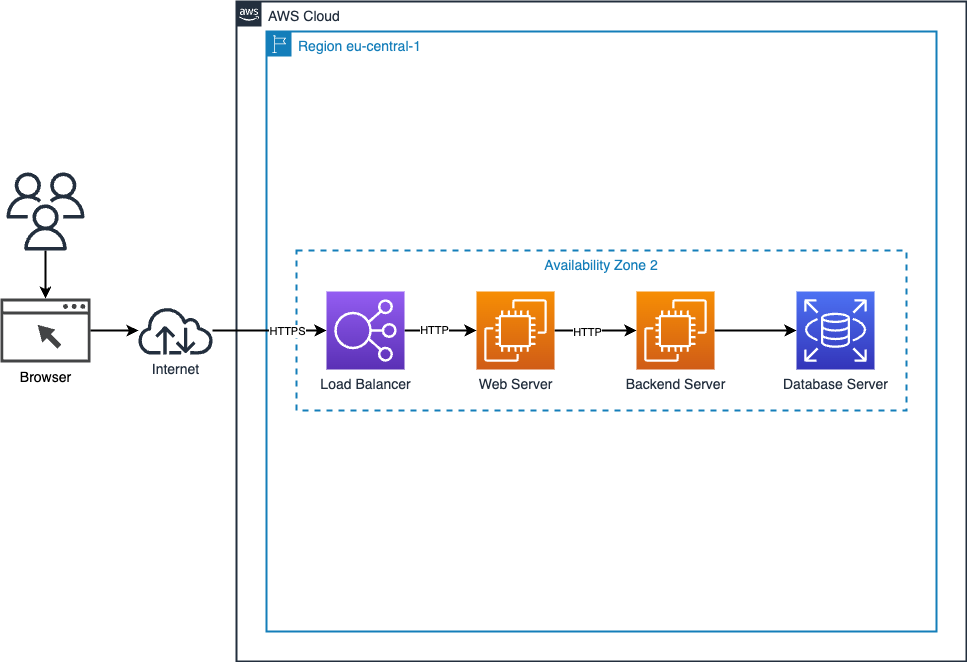 aws
AWS Cloud
Region eu-central-1
Availability Zone 2
HTTPS
HTTP
HTTP
Load Balancer
Web Server
Backend Server
Database Server
Internet
Browser